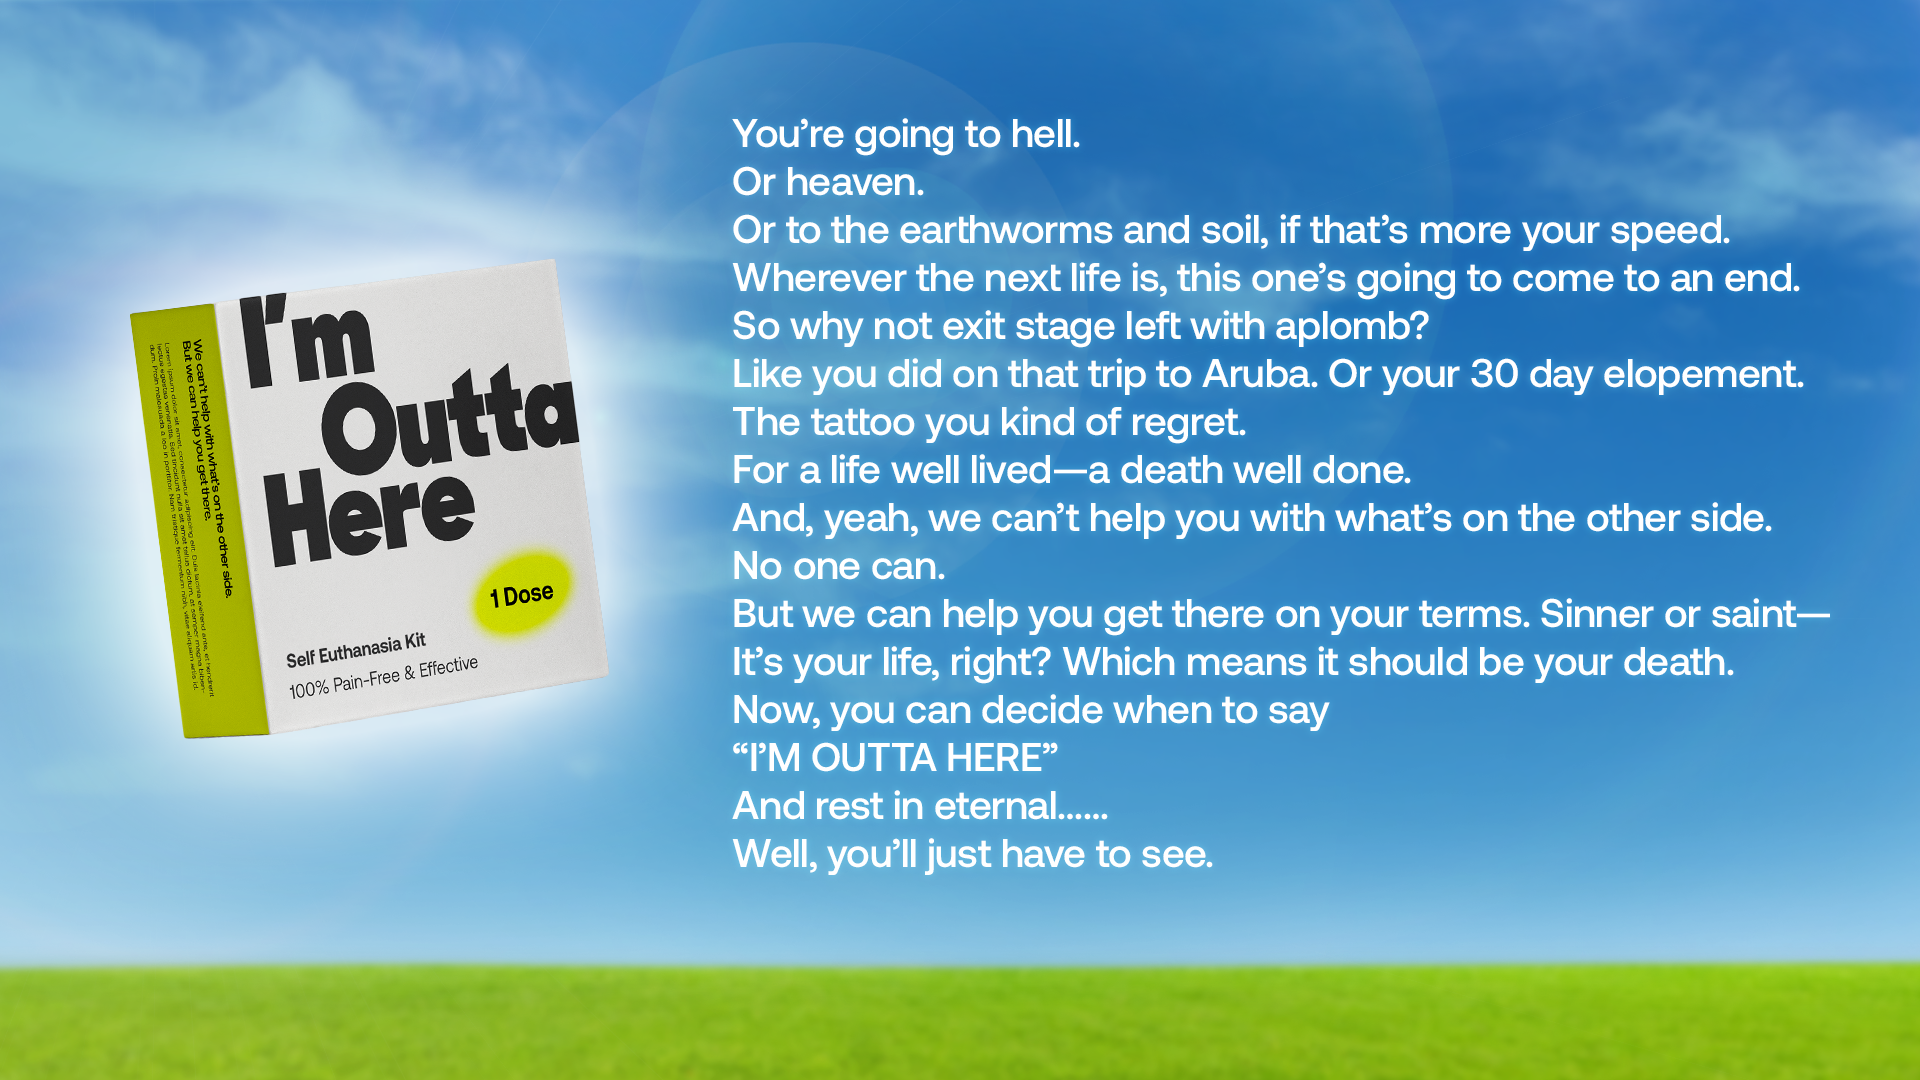 I'm
Outta
Here
1 Dose
Self Euthanasia Kit
100% Pain-Free & Effective
We can't help with what's on the other side.
But we can help you get there.
You're going to hell.
Or heaven.
Or to the earthworms and soil, if that's more your speed.
Wherever the next life is, this one's going to come to an end.
So why not exit stage left with aplomb?
Like you did on that trip to Aruba. Or your 30 day elopement.
The tattoo you kind of regret.
For a life well lived—a death well done.
And, yeah, we can't help you with what's on the other side.
No one can.
But we can help you get there on your terms. Sinner or saint—
It's your life, right? Which means it should be your death.
Now, you can decide when to say
“I'M OUTTA HERE”
And rest in eternal......
Well, you'll just have to see.